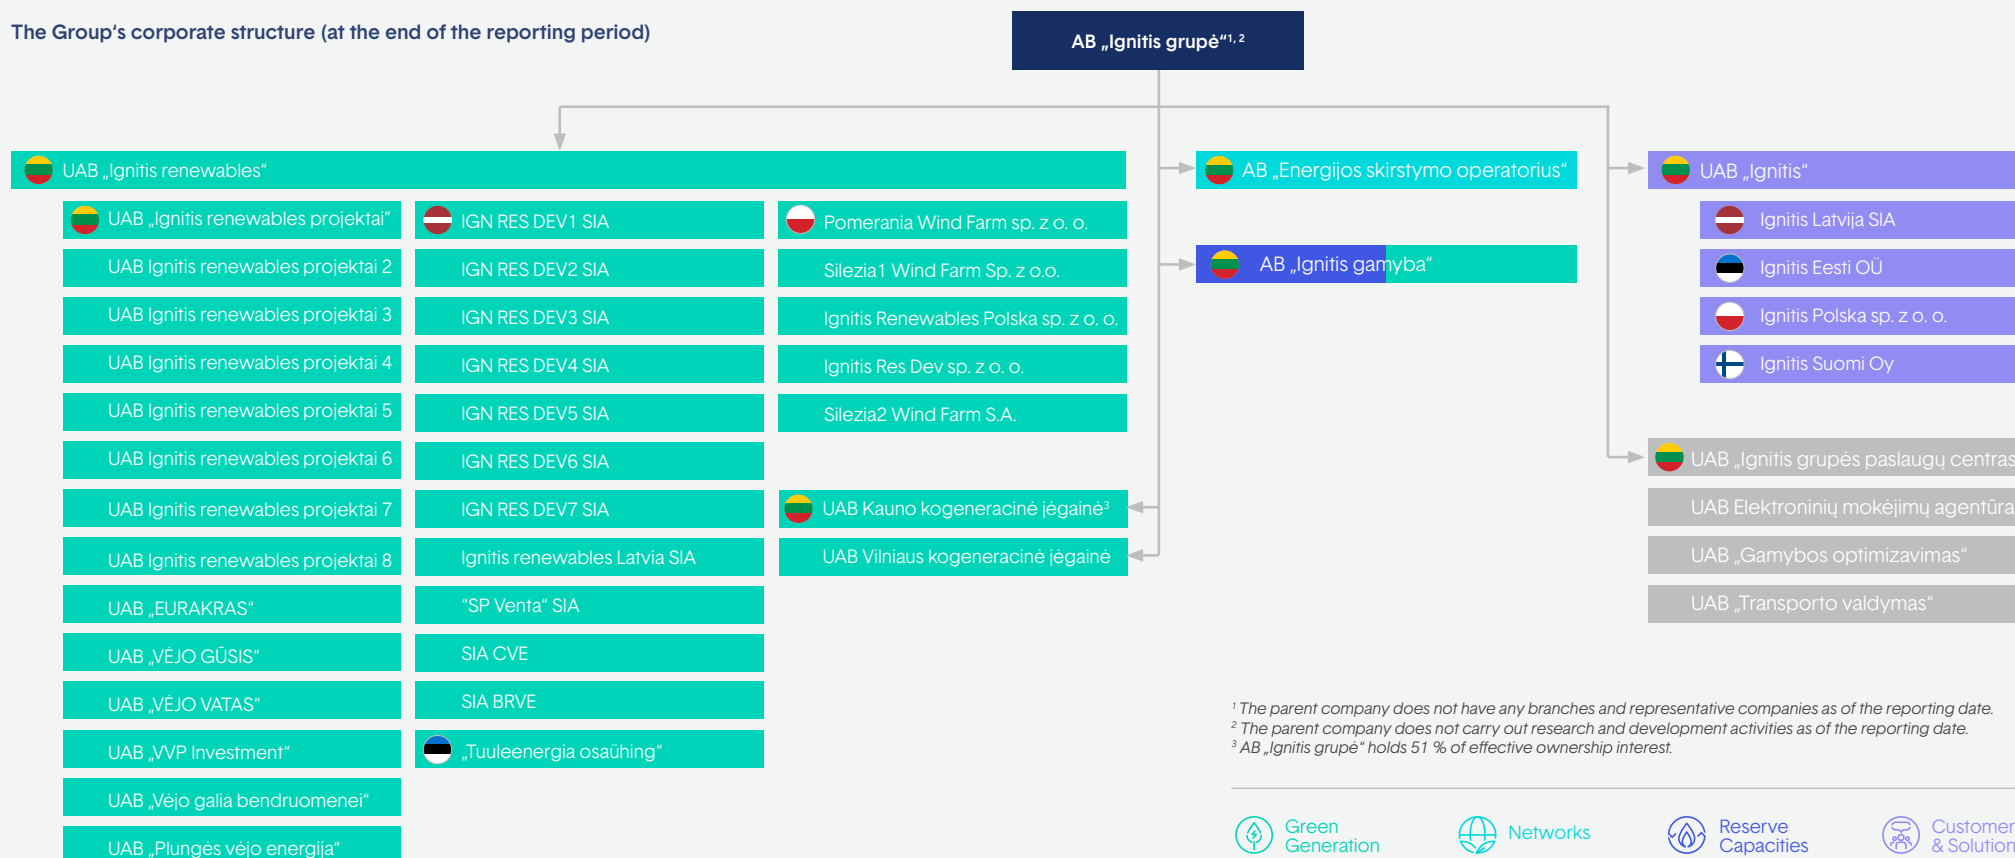 The Group's corporate structure (at the end of the reporting period)
AB „Ignitis grupė“1, 2
UAB „Ignitis renewables“
UAB „Ignitis renewables projektai”
UAB Ignitis renewables projektai 2
UAB Ignitis renewables projektai 3
UAB Ignitis renewables projektai 4
UAB Ignitis renewables projektai 5
UAB Ignitis renewables projektai 6
UAB Ignitis renewables projektai 7
UAB Ignitis renewables projektai 8
UAB „EURAKRAS“
UAB „VĖJO GŪSIS“
UAB „VĖJO VATAS“
UAB „VVP Investment“
UAB „Vėjo galia bendruomenei“
UAB „Plungės vėjo energija“
IGN RES DEV1 SIA
IGN RES DEV2 SIA
IGN RES DEV3 SIA
IGN RES DEV4 SIA
IGN RES DEV5 SIA
IGN RES DEV6 SIA
IGN RES DEV7 SIA
Ignitis renewables Latvia SIA
“SP Venta“ SIA
SIA CVE
SIA BRVE
„Tuuleenergia osaühing“
Pomerania Wind Farm sp. z o. o.
Silezia1 Wind Farm Sp. z o.o.
Ignitis Renewables Polska sp. z o. o.
Ignitis Res Dev sp. z o. o.
Silezia2 Wind Farm S.A.
UAB Kauno kogeneracinė jėgainė3
UAB Vilniaus kogeneracinė jėgainė
AB „Energijos skirstymo operatorius“
AB „Ignitis gamyba“
UAB „Ignitis“
Ignitis Latvija SIA
Ignitis Eesti OÜ
Ignitis Polska sp. z o. o.
Ignitis Suomi Oy
UAB „Ignitis grupės paslaugų centras
UAB Elektroninių mokėjimų agentūra
UAB „Gamybos optimizavimas“
UAB „Transporto valdymas“
1 The parent company does not have any branches and representative companies as of the reporting date.
2 The parent company does not carry out research and development activities as of the reporting date.
3 AB „Ignitis grupė“ holds 51 % of effective ownership interest.
Green
Generation
Networks
Reserve
Capacities
Customer
& Solution